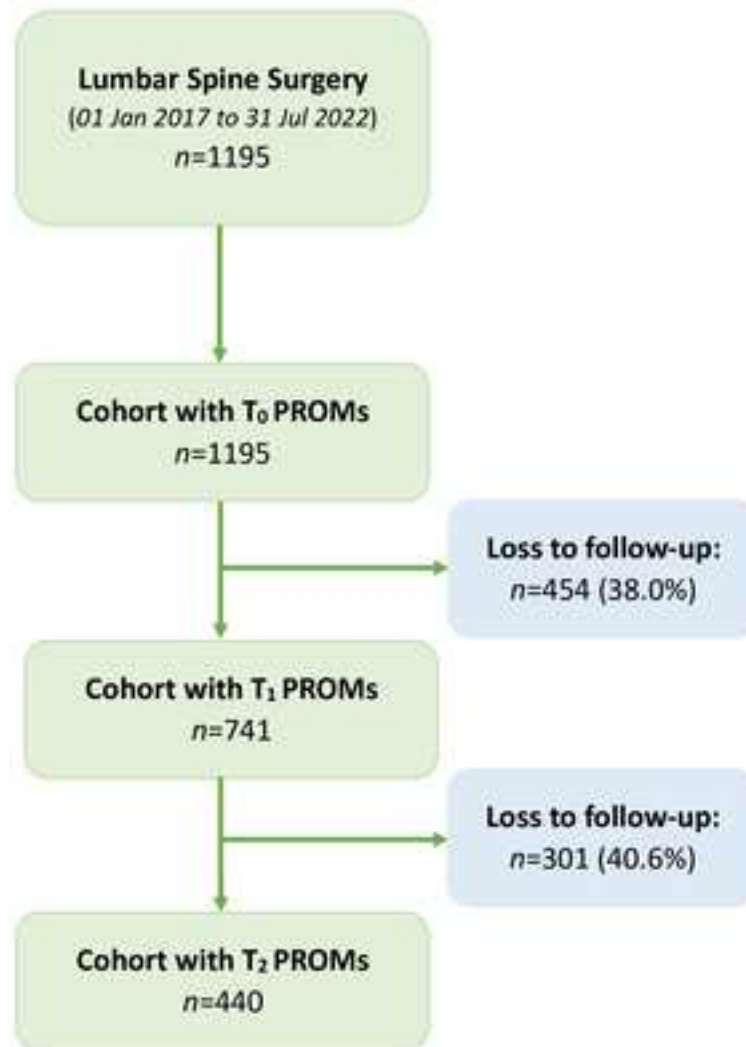 Lumbar Spine Surgery
(01 Jan 2017 to 31 Jul 2022)
n=1195
Cohort with T₀ PROMs
n=1195
Loss to follow-up:
n=454 (38.0%)
Cohort with T₁ PROMs
n=741
Loss to follow-up:
n=301 (40.6%)
Cohort with T₂ PROMs
n=440